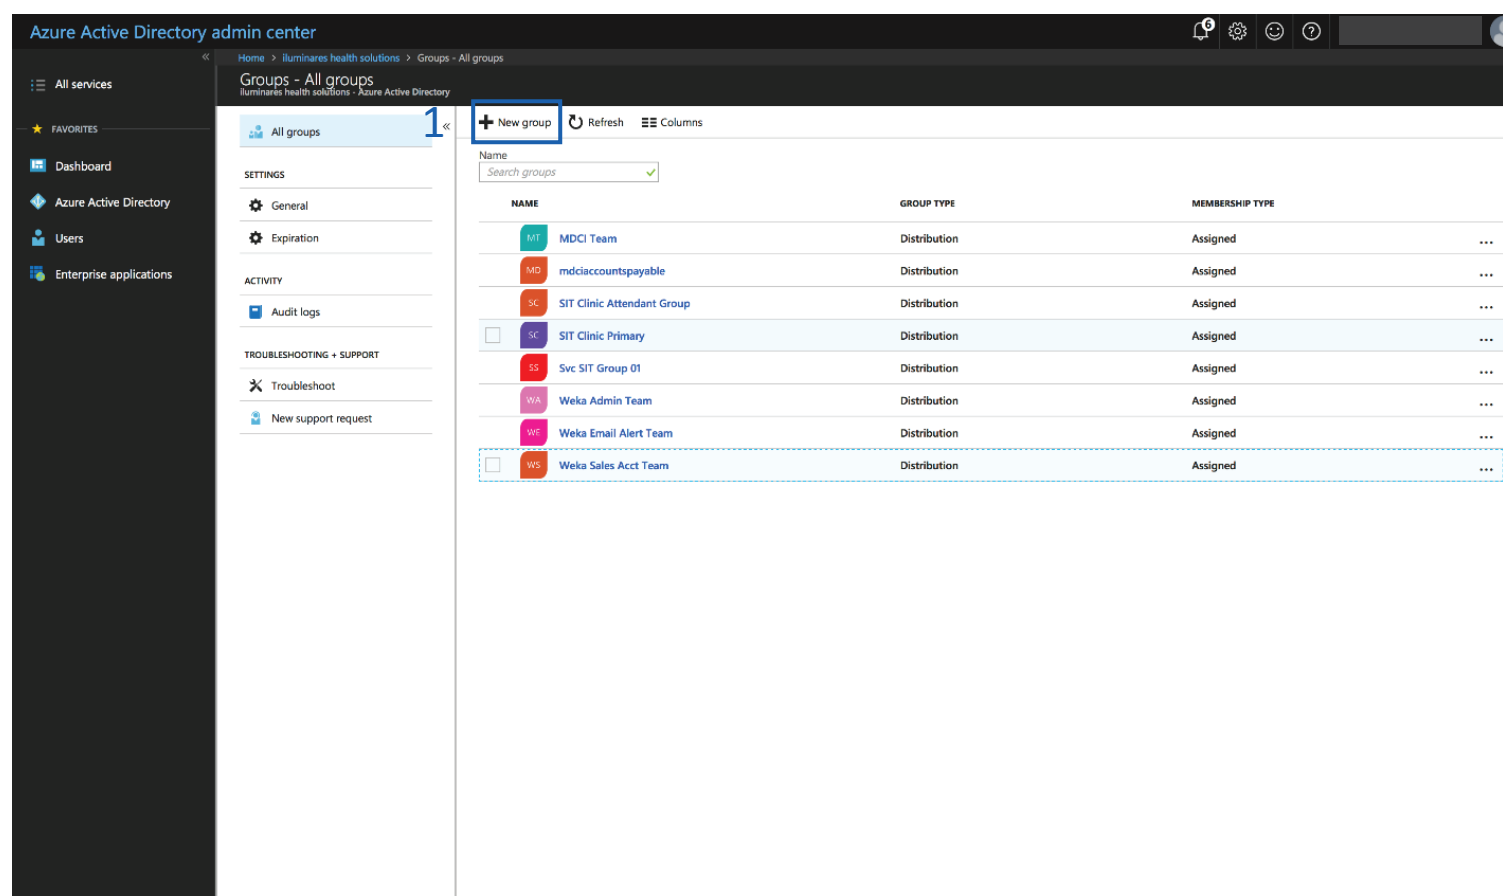 Azure Active Directory admin center
6
Home > iluminares health solutions > Groups - All groups
Groups - All groups
iluminares health solutions - Azure Active Directory
All services
FAVORITES
Dashboard
Azure Active Directory
Users
Enterprise applications
All groups
SETTINGS
General
Expiration
ACTIVITY
Audit logs
TROUBLESHOOTING + SUPPORT
Troubleshoot
New support request
1
New group Refresh Columns
Name
Search groups
NAME GROUP TYPE MEMBERSHIP TYPE
MT MDCI Team Distribution Assigned ...
MD mdciaccountspayable Distribution Assigned ...
SC SIT Clinic Attendant Group Distribution Assigned ...
SC SIT Clinic Primary Distribution Assigned ...
SS Svc SIT Group 01 Distribution Assigned ...
WA Weka Admin Team Distribution Assigned ...
WE Weka Email Alert Team Distribution Assigned ...
WS Weka Sales Acct Team Distribution Assigned ...